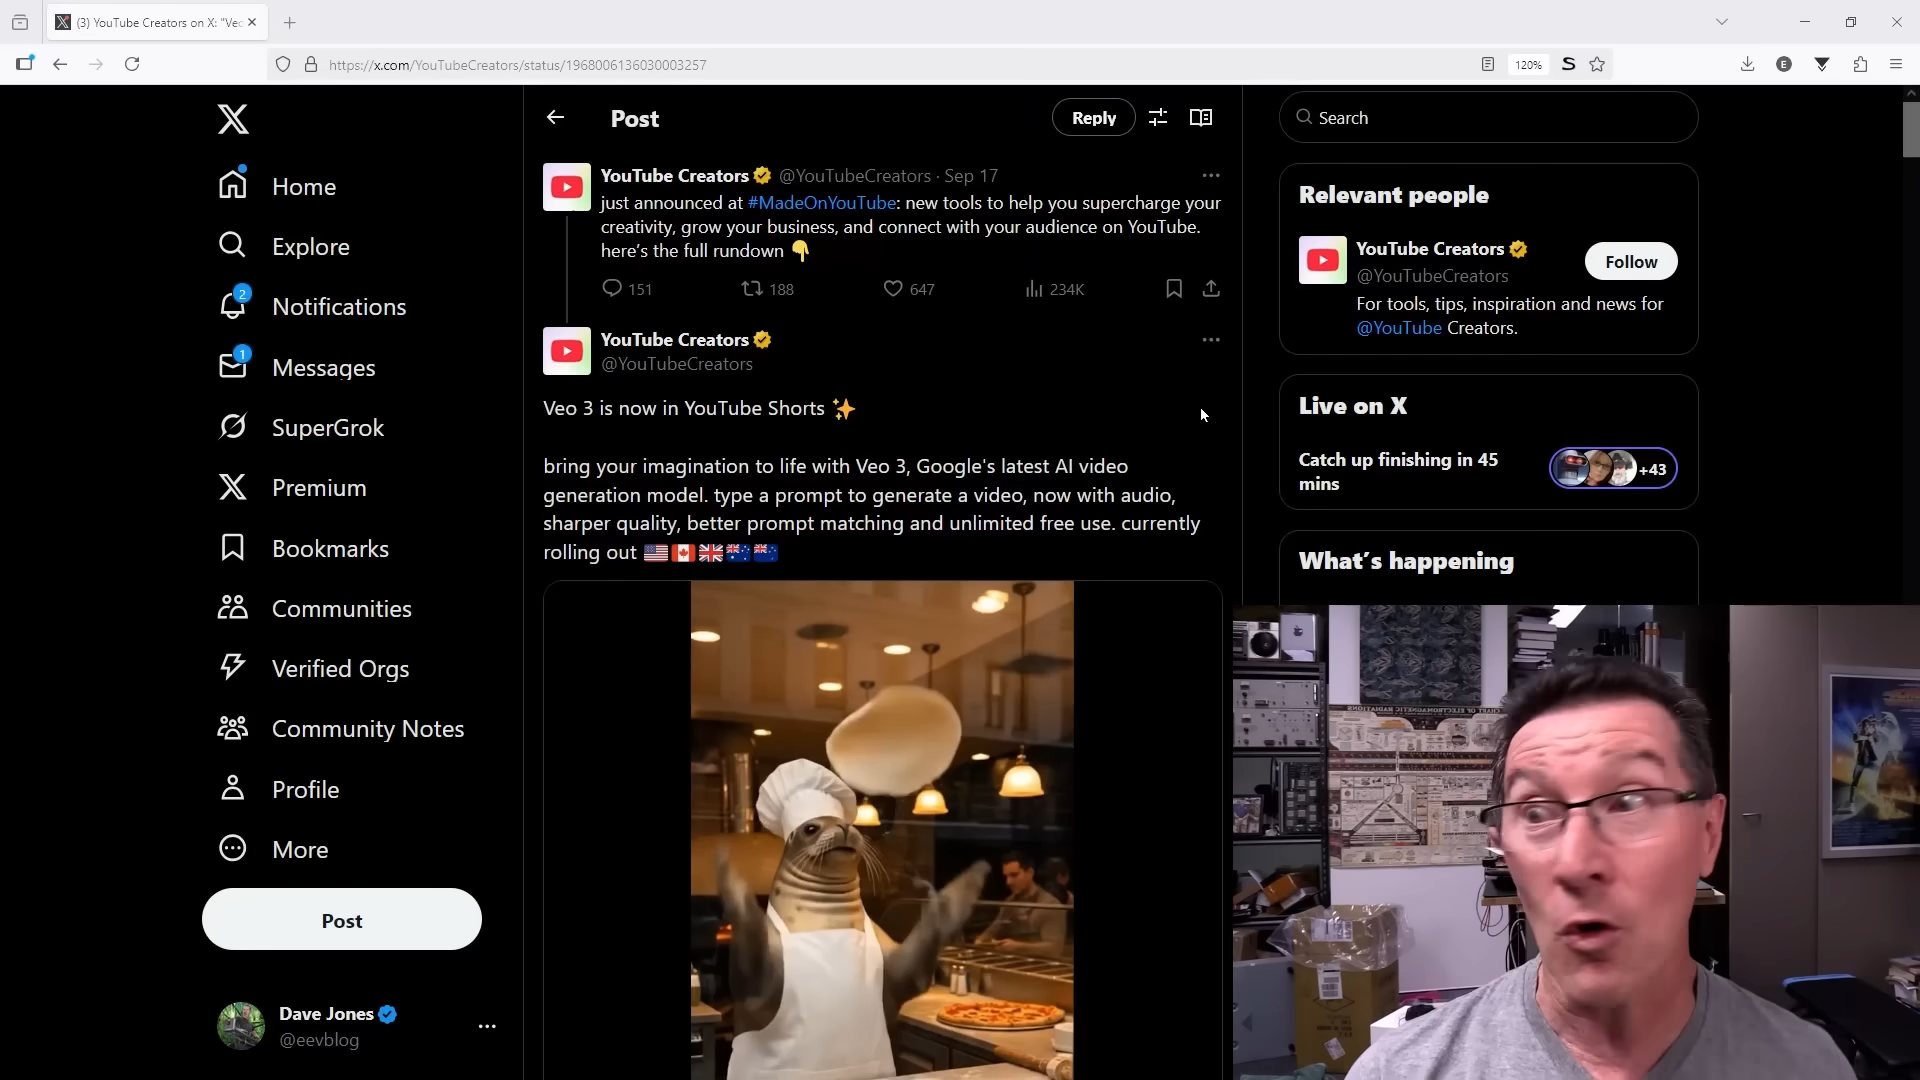 (3) YouTube Creators on X: "Veo
https://x.com/YouTubeCreators/status/1968006136030003257
120%
S
E
Home
Explore
2
Notifications
1
Messages
SuperGrok
Premium
Bookmarks
Communities
Verified Orgs
Community Notes
Profile
More
Post
Dave Jones
@eevblog
Post
Reply
YouTube Creators @YouTubeCreators · Sep 17
just announced at #MadeOnYouTube: new tools to help you supercharge your
creativity, grow your business, and connect with your audience on YouTube.
here's the full rundown 👇
151 188 647 234K
YouTube Creators
@YouTubeCreators
Veo 3 is now in YouTube Shorts ✨
bring your imagination to life with Veo 3, Google's latest AI video
generation model. type a prompt to generate a video, now with audio,
sharper quality, better prompt matching and unlimited free use. currently
rolling out 🇺🇸🇨🇦🇬🇧🇦🇺🇳🇿
Search
Relevant people
YouTube Creators
@YouTubeCreators
Follow
For tools, tips, inspiration and news for
@YouTube Creators.
Live on X
Catch up finishing in 45
mins
+43
What's happening